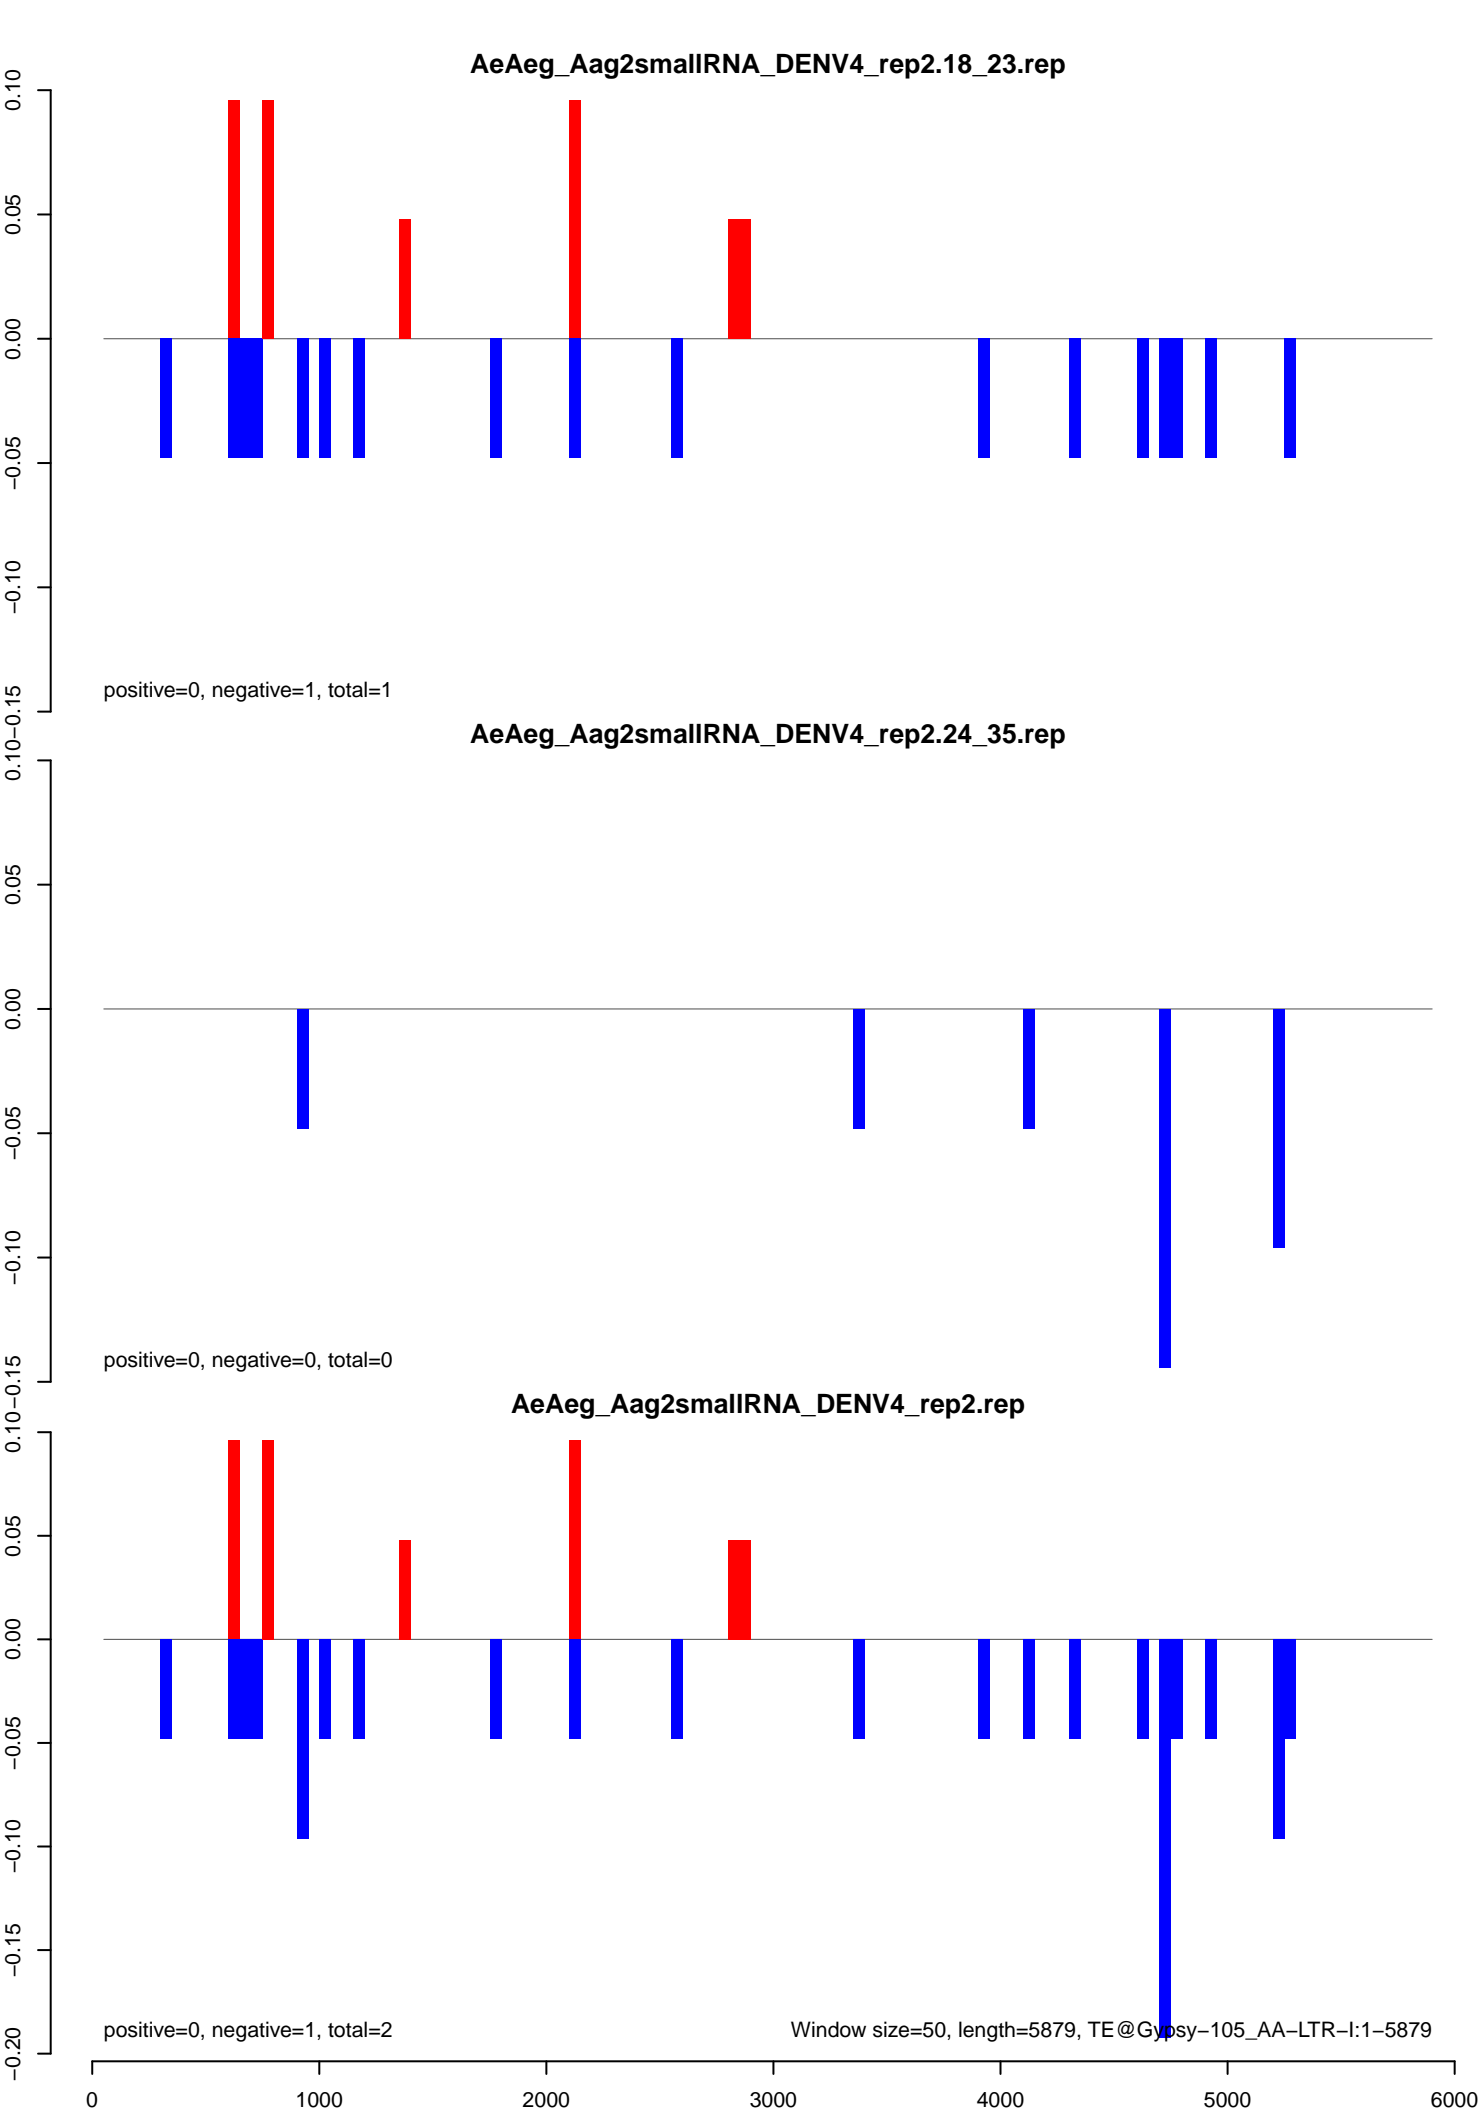 AeAeg_Aag2smallRNA_DENV4_rep2.18_23.rep
0.10
0.05
0.00
−0.05
−0.10
−0.15
positive=0, negative=1, total=1
AeAeg_Aag2smallRNA_DENV4_rep2.24_35.rep
0.10
0.05
0.00
−0.05
−0.10
−0.15
positive=0, negative=0, total=0
AeAeg_Aag2smallRNA_DENV4_rep2.rep
0.10
0.05
0.00
−0.05
−0.10
−0.15
−0.20
positive=0, negative=1, total=2
Window size=50, length=5879, TE@Gypsy−105_AA−LTR−I:1−5879
0 1000 2000 3000 4000 5000 6000